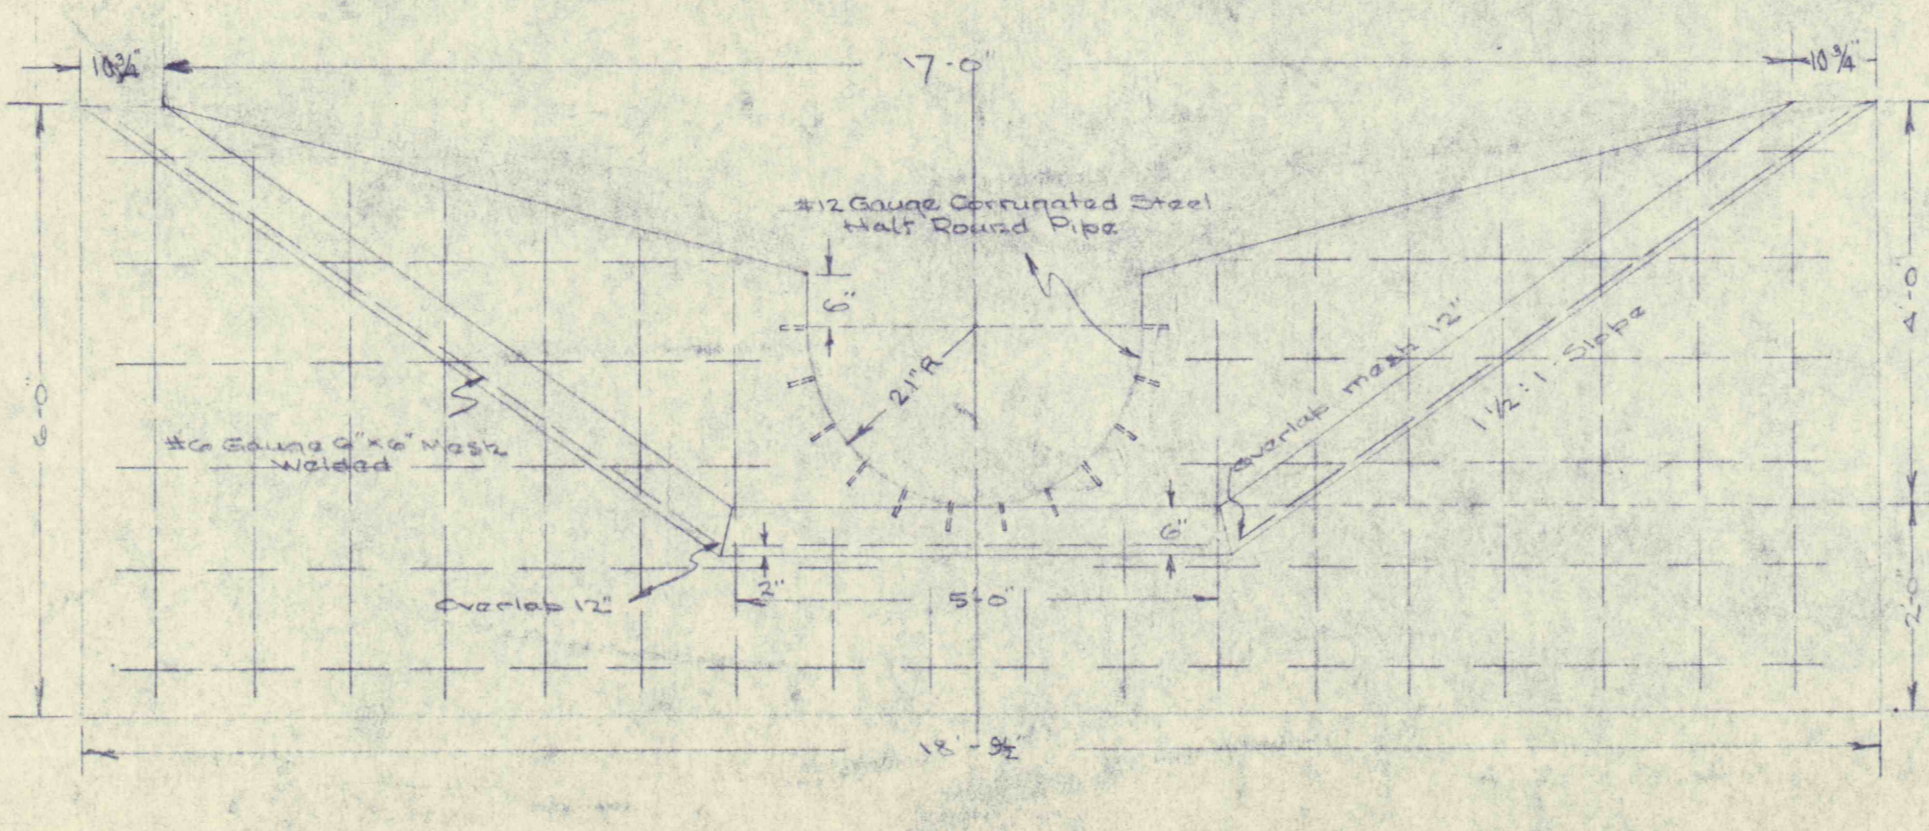 10¾"
17'-0"
10¾"
#12 Gauge Corrugated Steel
Half Round Pipe
6"
21" R
4'-0"
6'-0"
Overlap mesh 12"
1½ : 1 Slope
#6 Gauge 6" x 6" Mesh
Welded
6"
2"
Overlap 12"
5'-0"
2'-0"
18'-9½"